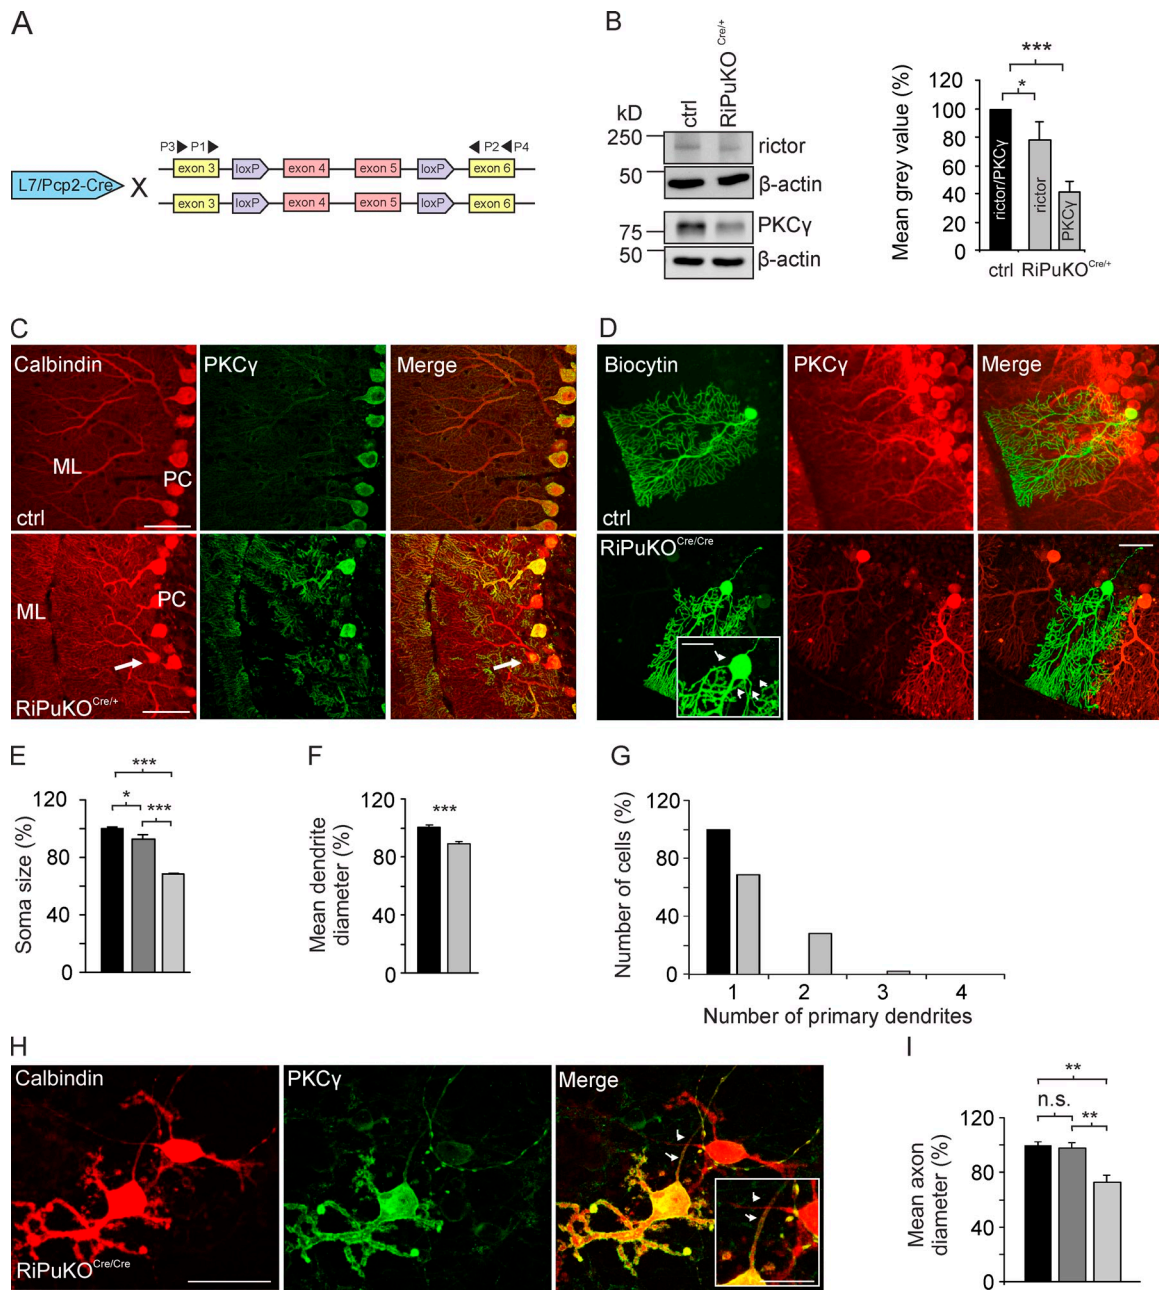 A
P3 P1 P2 P4
L7/Pcp2-Cre X exon 3 loxP exon 4 exon 5 loxP exon 6
exon 3 loxP exon 4 exon 5 loxP exon 6
B
kD ctrl RiPuKO Cre/+
250 rictor
50 β-actin
75 PKCγ
50 β-actin
***
*
120
100
80
60
40
20
0
Mean grey value (%)
rictor/PKCγ
rictor
PKCγ
ctrl RiPuKO Cre/+
C
Calbindin PKCγ Merge
ML PC
ctrl
ML PC
RiPuKO Cre/+
D
Biocytin PKCγ Merge
ctrl
RiPuKO Cre/Cre
E
***
* ***
120
80
40
0
Soma size (%)
F
***
120
80
40
0
Mean dendrite
diameter (%)
G
120
80
40
0
Number of cells (%)
1 2 3 4
Number of primary dendrites
H
Calbindin PKCγ Merge
RiPuKO Cre/Cre
I
**
n.s.
**
120
80
40
0
Mean axon
diameter (%)